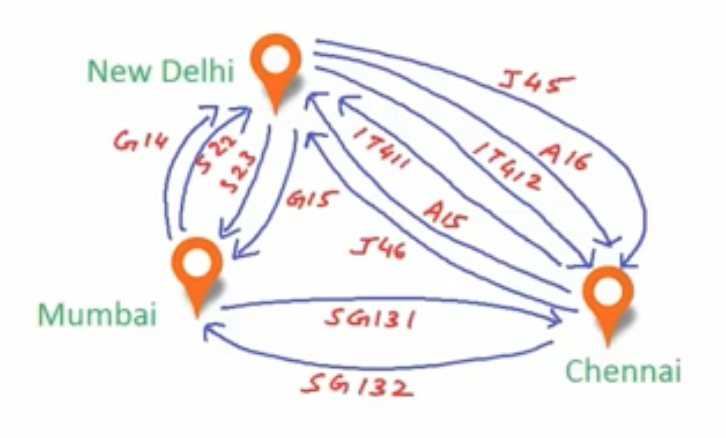 New Delhi
J45
G14
S22
S23
IT411
IT412
A16
G15
A15
J46
Mumbai
SG131
Chennai
SG132